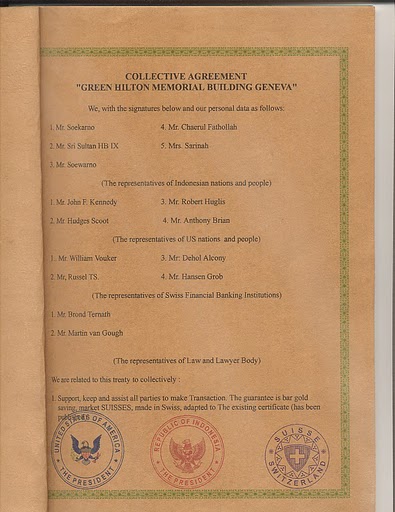 COLLECTIVE AGREEMENT
"GREEN HILTON MEMORIAL BUILDING GENEVA"
We, with the signatures below and our personal data as follows:
1. Mr. Soekarno 4. Mr. Chaerul Fathollah
2. Mr. Sri Sultan HB IX 5. Mrs. Sarinah
3. Mr. Soewarno
(The representatives of Indonesian nations and people)
1. Mr. John F. Kennedy 3. Mr. Robert Huglis
2. Mr. Hudges Scoot 4. Mr. Anthony Brian
(The representatives of US nations and people)
1. Mr. William Vouker 3. Mr: Dehol Alcony
2. Mr, Russel TS. 4. Mr. Hansen Grob
(The representatives of Swiss Financial Banking Institutions)
1. Mr. Brond Ternath
2. Mr. Martin van Gough
(The representatives of Law and Lawyer Body)
We are related to this treaty to collectively :
1. Support, keep and assist all parties to make Transaction. The guarantee is bar gold
saving, market SUISSES, made in Swiss, adapted to The existing certificate (has been
UNITED STATES OF AMERICA
THE PRESIDENT
REPUBLIC OF INDONESIA
THE PRESIDENT
SUISSE
SWITZERLAND